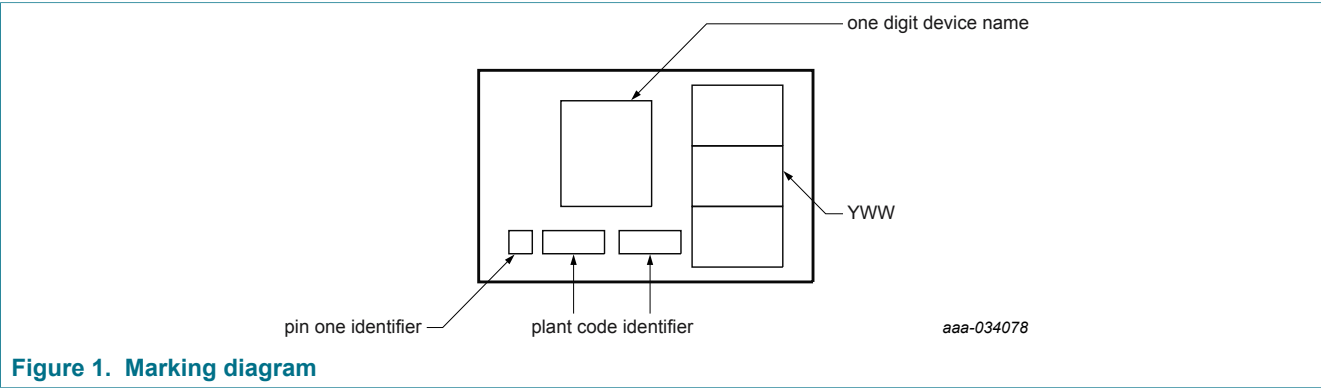 one digit device name
YWW
pin one identifier
plant code identifier
aaa-034078
Figure 1. Marking diagram